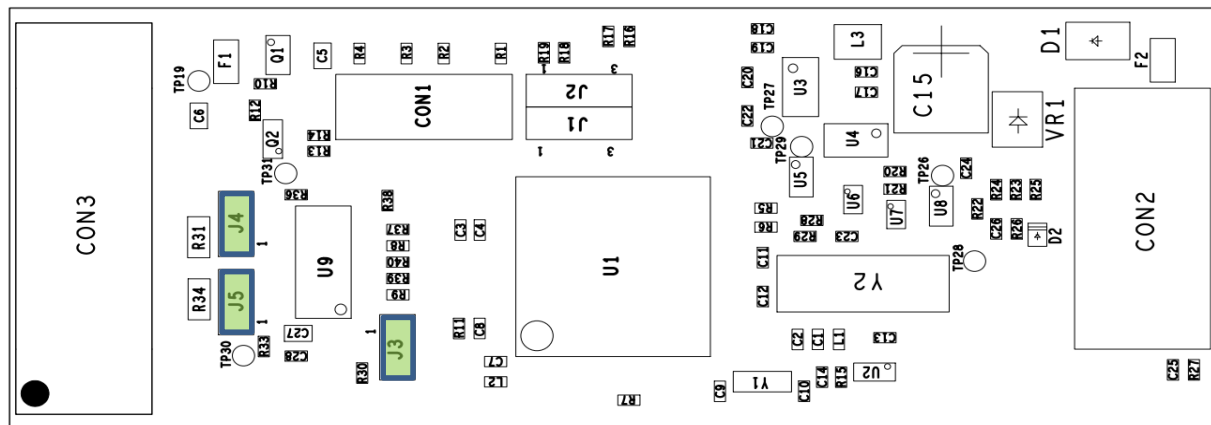 R17
R16
C18
C19
L3
D1
F2
F1
Q1
C5
R4
R3
R2
R1
R19
R18
1
3
TP19
R10
C6
R12
CON1
J2
J1
1
3
Q2
R14
R13
TP31
C20
C22
TP27
U3
C16
C17
C15
VR1
C21
TP29
U4
U5
CON3
R36
R38
R31
J4
1
R37
R8
R40
R39
R9
U9
C3
C4
U1
R5
R6
R28
R29
U6
C23
R20
R21
U7
TP26
U8
C24
R22
R24
R23
R25
C26
R26
D2
CON2
TP28
C11
C12
Y2
R34
J5
1
C27
C28
R33
TP30
1
J3
R30
R11
C8
C7
L2
R7
C9
Y1
C10
C2
C1
L1
C13
C14
R15
U2
C25
R27